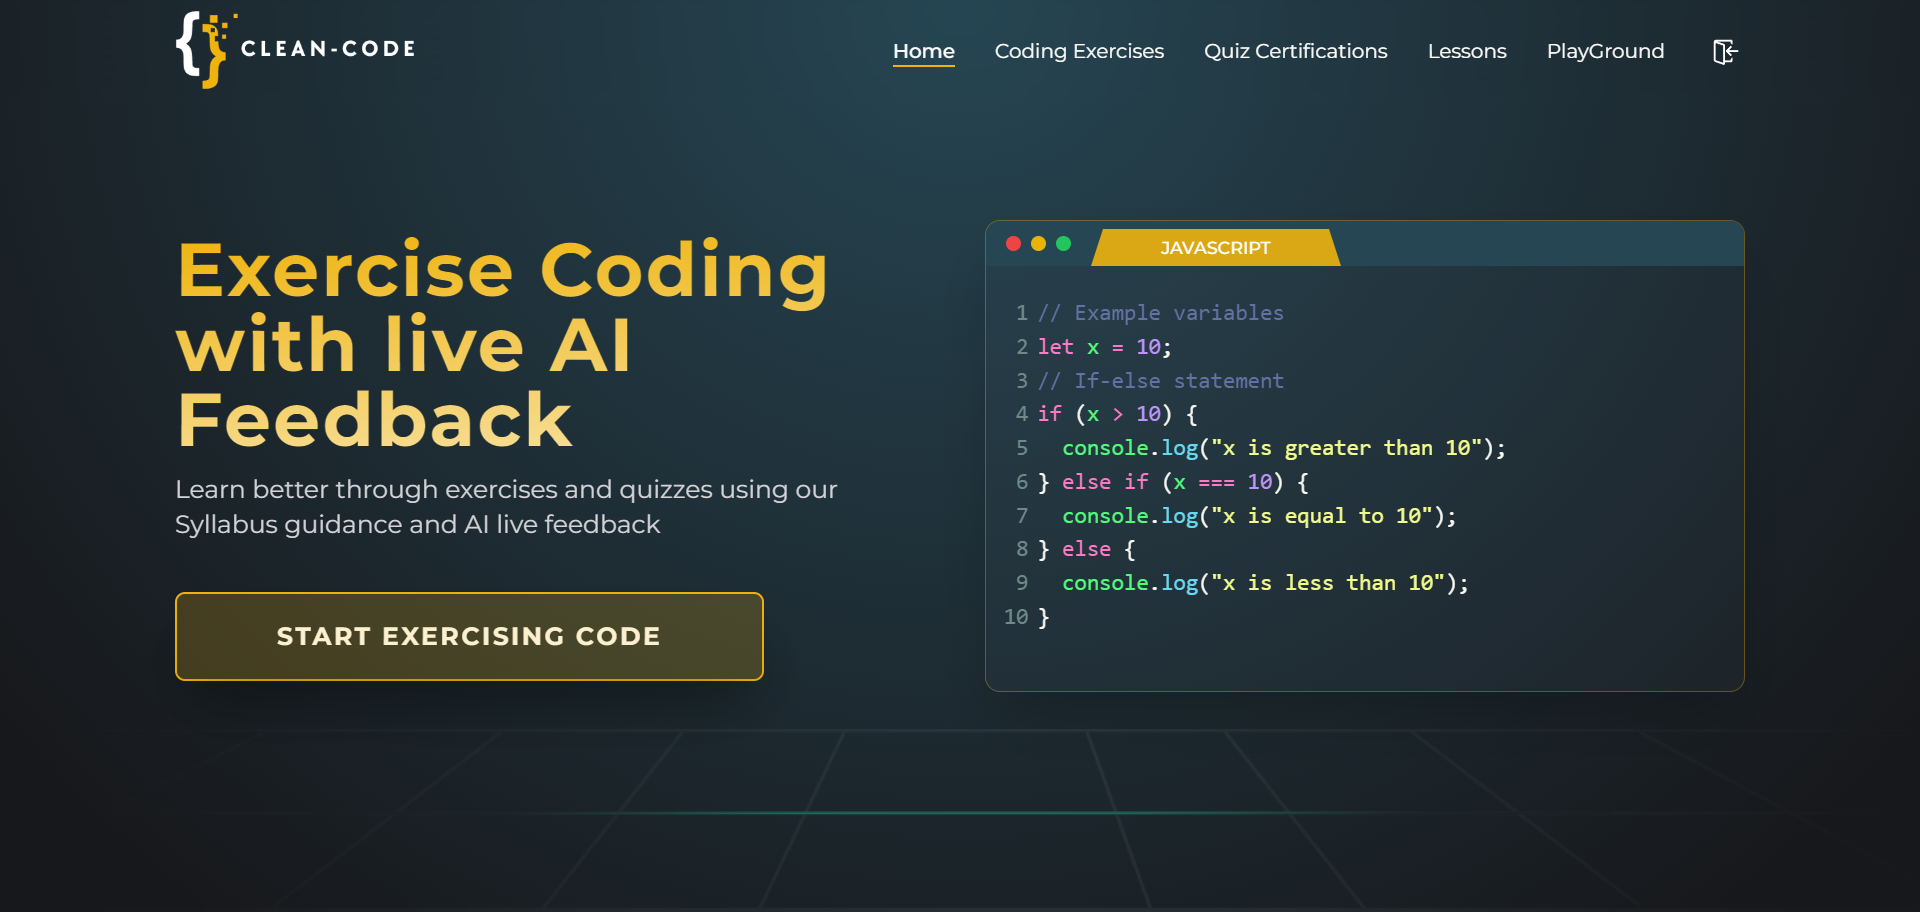 CLEAN-CODE
Home Coding Exercises Quiz Certifications Lessons PlayGround
Exercise Coding
with live AI
Feedback
Learn better through exercises and quizzes using our
Syllabus guidance and AI live feedback
START EXERCISING CODE
JAVASCRIPT
1 // Example variables
2 let x = 10;
3 // If-else statement
4 if (x > 10) {
5   console.log("x is greater than 10");
6 } else if (x === 10) {
7   console.log("x is equal to 10");
8 } else {
9   console.log("x is less than 10");
10 }